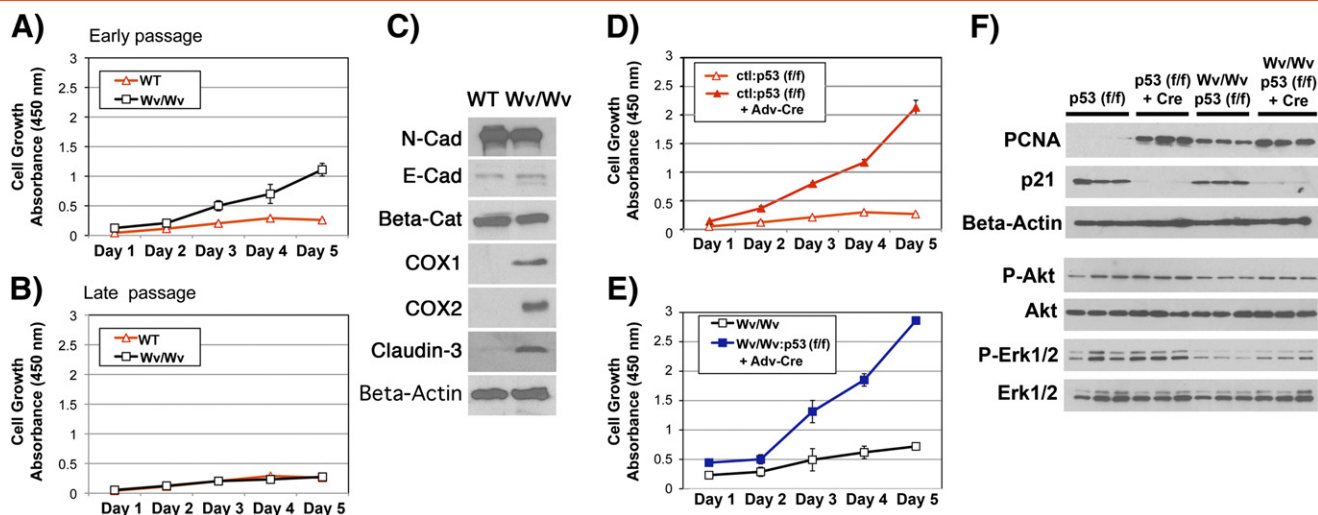 A)
Early passage
Cell Growth
Absorbance (450 nm)
3
2.5
2
1.5
1
0.5
0
WT
Wv/Wv
Day 1 Day 2 Day 3 Day 4 Day 5
B)
Late passage
Cell Growth
Absorbance (450 nm)
3
2.5
2
1.5
1
0.5
0
WT
Wv/Wv
Day 1 Day 2 Day 3 Day 4 Day 5
C)
WT Wv/Wv
N-Cad
E-Cad
Beta-Cat
COX1
COX2
Claudin-3
Beta-Actin
D)
Cell Growth
Absorbance (450 nm)
3
2.5
2
1.5
1
0.5
0
ctl:p53 (f/f)
ctl:p53 (f/f)
+ Adv-Cre
Day 1 Day 2 Day 3 Day 4 Day 5
E)
Cell Growth
Absorbance (450 nm)
3
2.5
2
1.5
1
0.5
0
Wv/Wv
Wv/Wv:p53 (f/f)
+ Adv-Cre
Day 1 Day 2 Day 3 Day 4 Day 5
F)
p53 (f/f)
p53 (f/f)
+ Cre
Wv/Wv
p53 (f/f)
Wv/Wv
p53 (f/f)
+ Cre
PCNA
p21
Beta-Actin
P-Akt
Akt
P-Erk1/2
Erk1/2